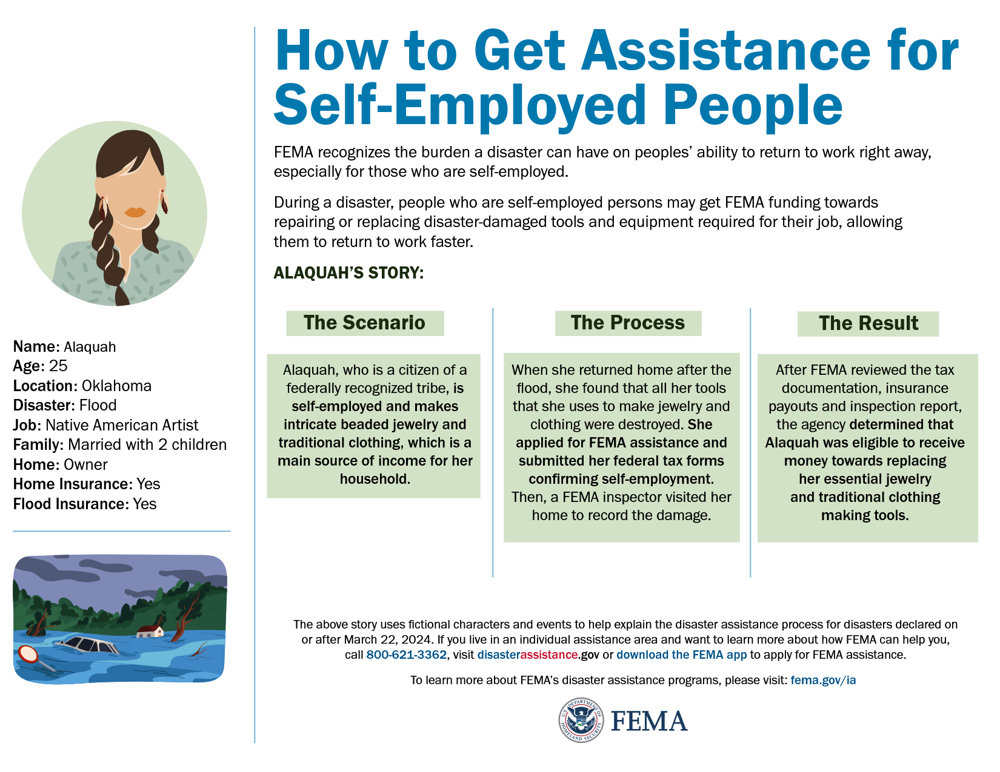 How to Get Assistance for
Self-Employed People
FEMA recognizes the burden a disaster can have on peoples’ ability to return to work right away,
especially for those who are self-employed.
During a disaster, people who are self-employed persons may get FEMA funding towards
repairing or replacing disaster-damaged tools and equipment required for their job, allowing
them to return to work faster.
ALAQUAH’S STORY:
Name: Alaquah
Age: 25
Location: Oklahoma
Disaster: Flood
Job: Native American Artist
Family: Married with 2 children
Home: Owner
Home Insurance: Yes
Flood Insurance: Yes
The Scenario
Alaquah, who is a citizen of a
federally recognized tribe, is
self-employed and makes
intricate beaded jewelry and
traditional clothing, which is a
main source of income for her
household.
The Process
When she returned home after the
flood, she found that all her tools
that she uses to make jewelry and
clothing were destroyed. She
applied for FEMA assistance and
submitted her federal tax forms
confirming self-employment.
Then, a FEMA inspector visited her
home to record the damage.
The Result
After FEMA reviewed the tax
documentation, insurance
payouts and inspection report,
the agency determined that
Alaquah was eligible to receive
money towards replacing
her essential jewelry
and traditional clothing
making tools.
The above story uses fictional characters and events to help explain the disaster assistance process for disasters declared on
or after March 22, 2024. If you live in an individual assistance area and want to learn more about how FEMA can help you,
call 800-621-3362, visit disasterassistance.gov or download the FEMA app to apply for FEMA assistance.
To learn more about FEMA’s disaster assistance programs, please visit: fema.gov/ia
U.S. DEPARTMENT OF
HOMELAND SECURITY
FEMA